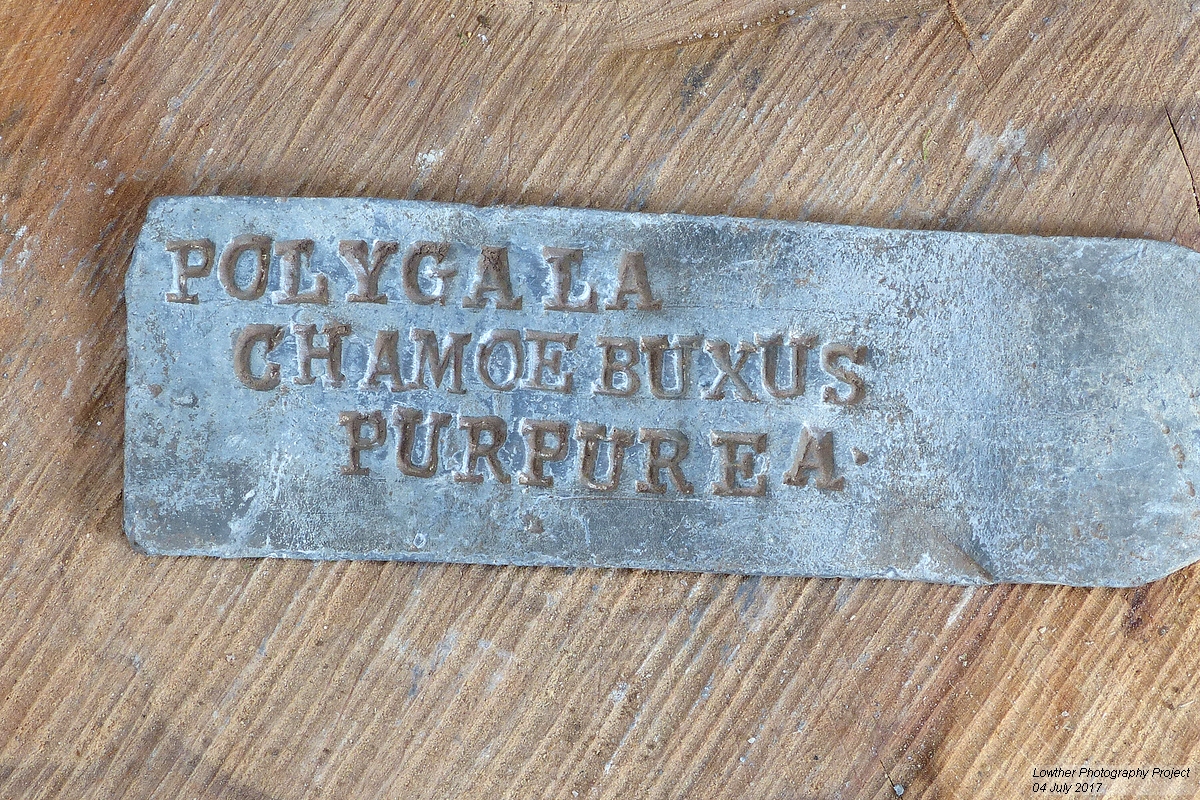 POLYGALA
CHAMOE BUXUS
PURPUREA.
Lowther Photography Project
04 July 2017